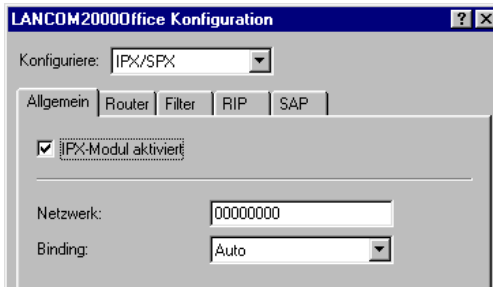 LANCOM2000Office Konfiguration
Konfiguriere: IPX/SPX
Allgemein Router Filter RIP SAP
IPX-Modul aktiviert
Netzwerk: 00000000
Binding: Auto